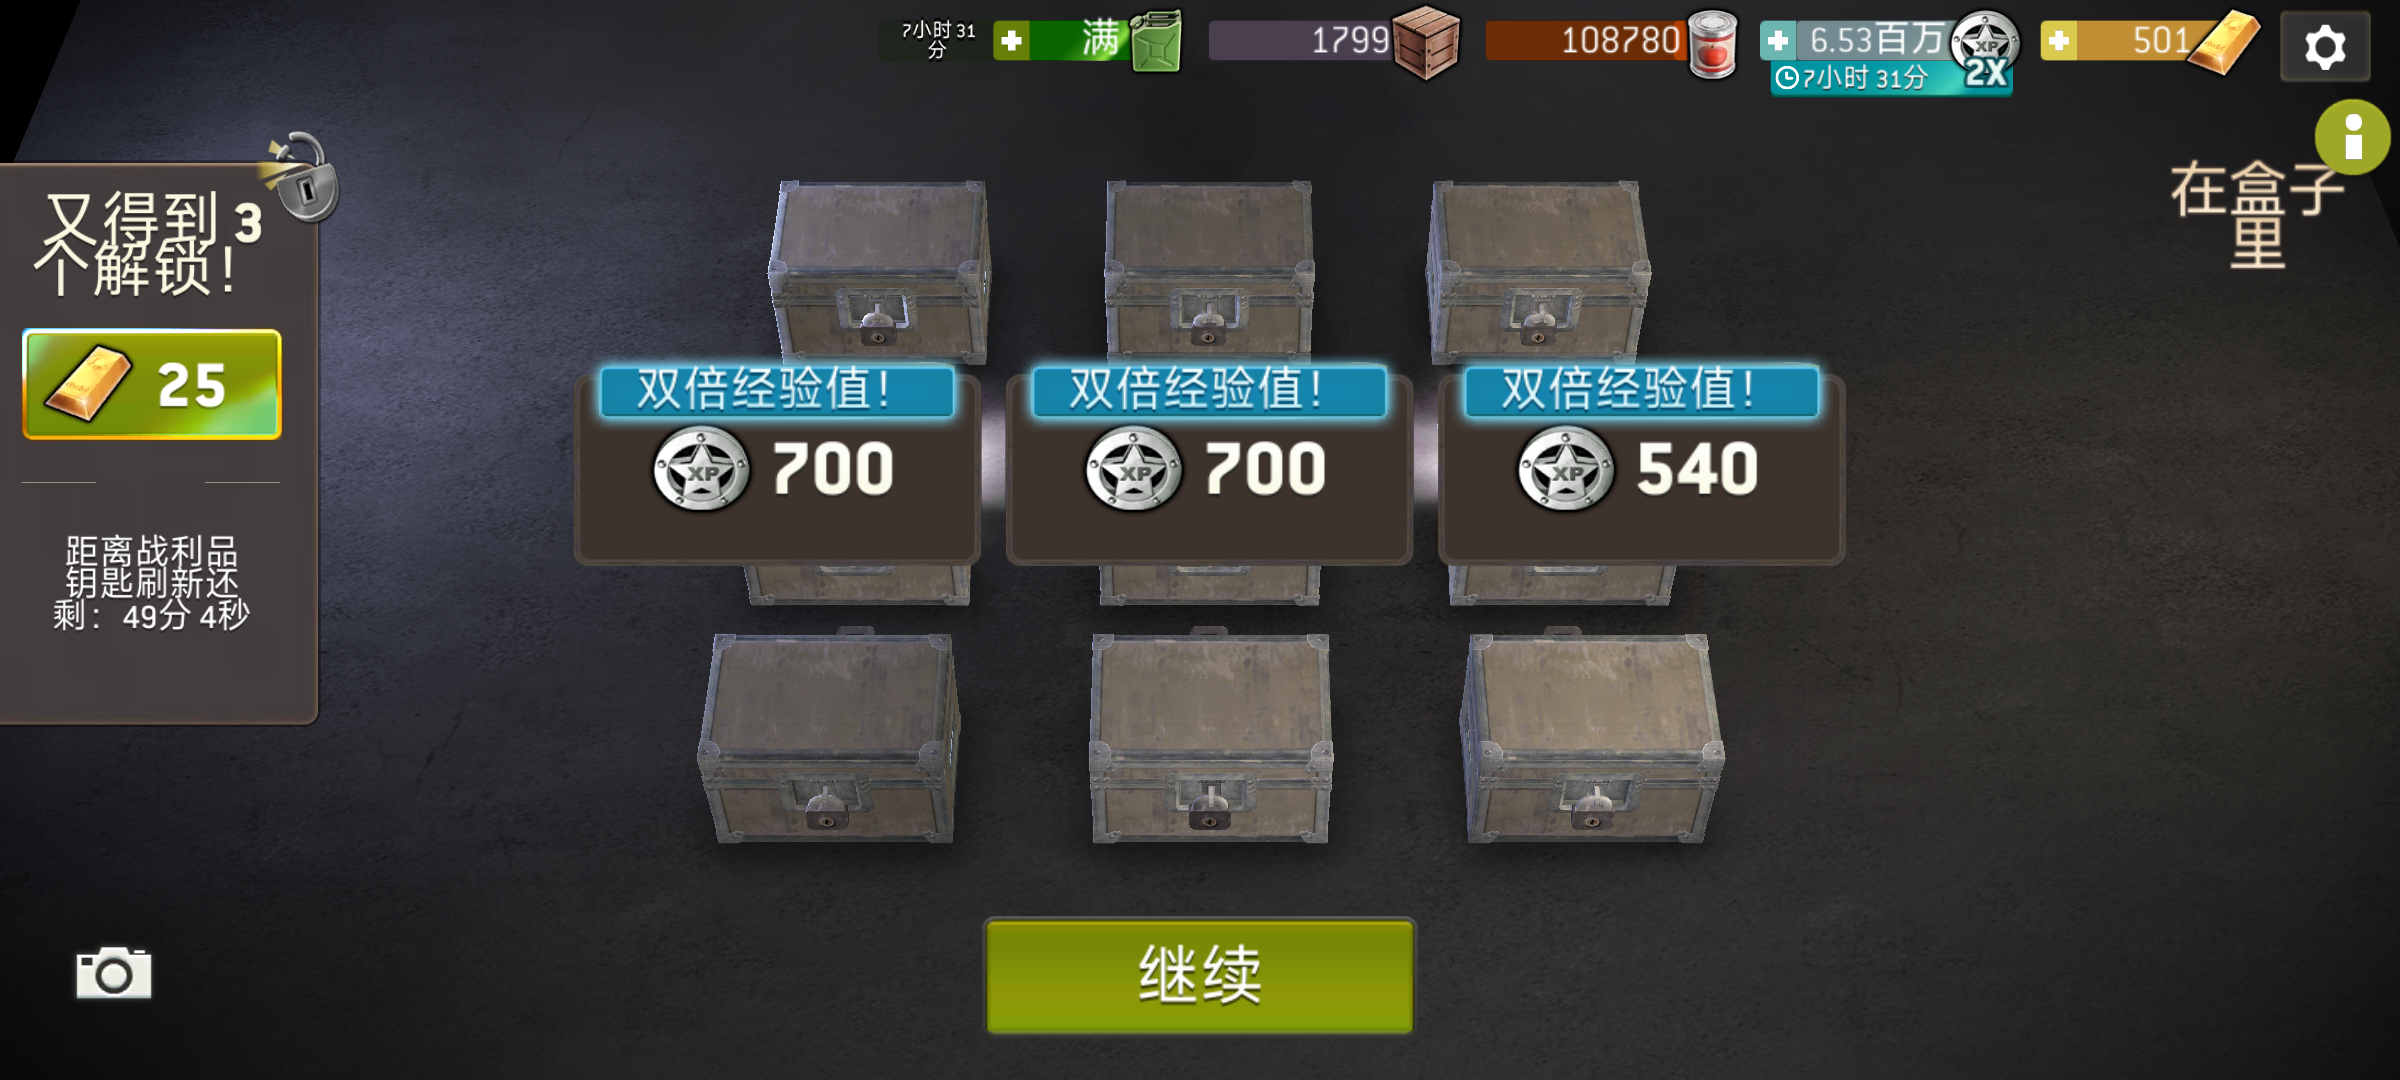 7小时 31
分
满
1799
108780
6.53百万
XP
2X
7小时 31分
501
在盒子
里
又得到 3
个解锁!
25
距离战利品
钥匙刷新还
剩: 49分 4秒
双倍经验值!
XP 700
双倍经验值!
XP 700
双倍经验值!
XP 540
继续